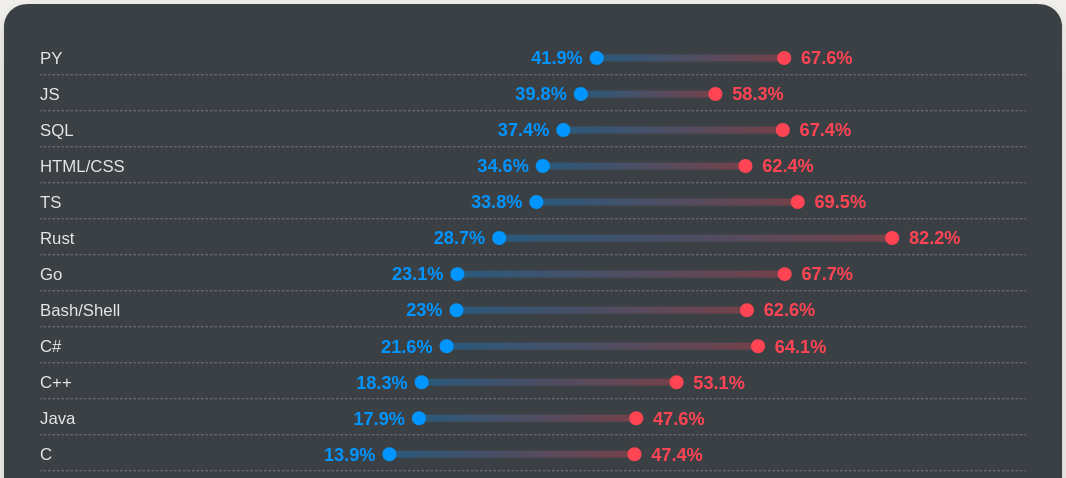 PY 41.9% 67.6%
JS 39.8% 58.3%
SQL 37.4% 67.4%
HTML/CSS 34.6% 62.4%
TS 33.8% 69.5%
Rust 28.7% 82.2%
Go 23.1% 67.7%
Bash/Shell 23% 62.6%
C# 21.6% 64.1%
C++ 18.3% 53.1%
Java 17.9% 47.6%
C 13.9% 47.4%